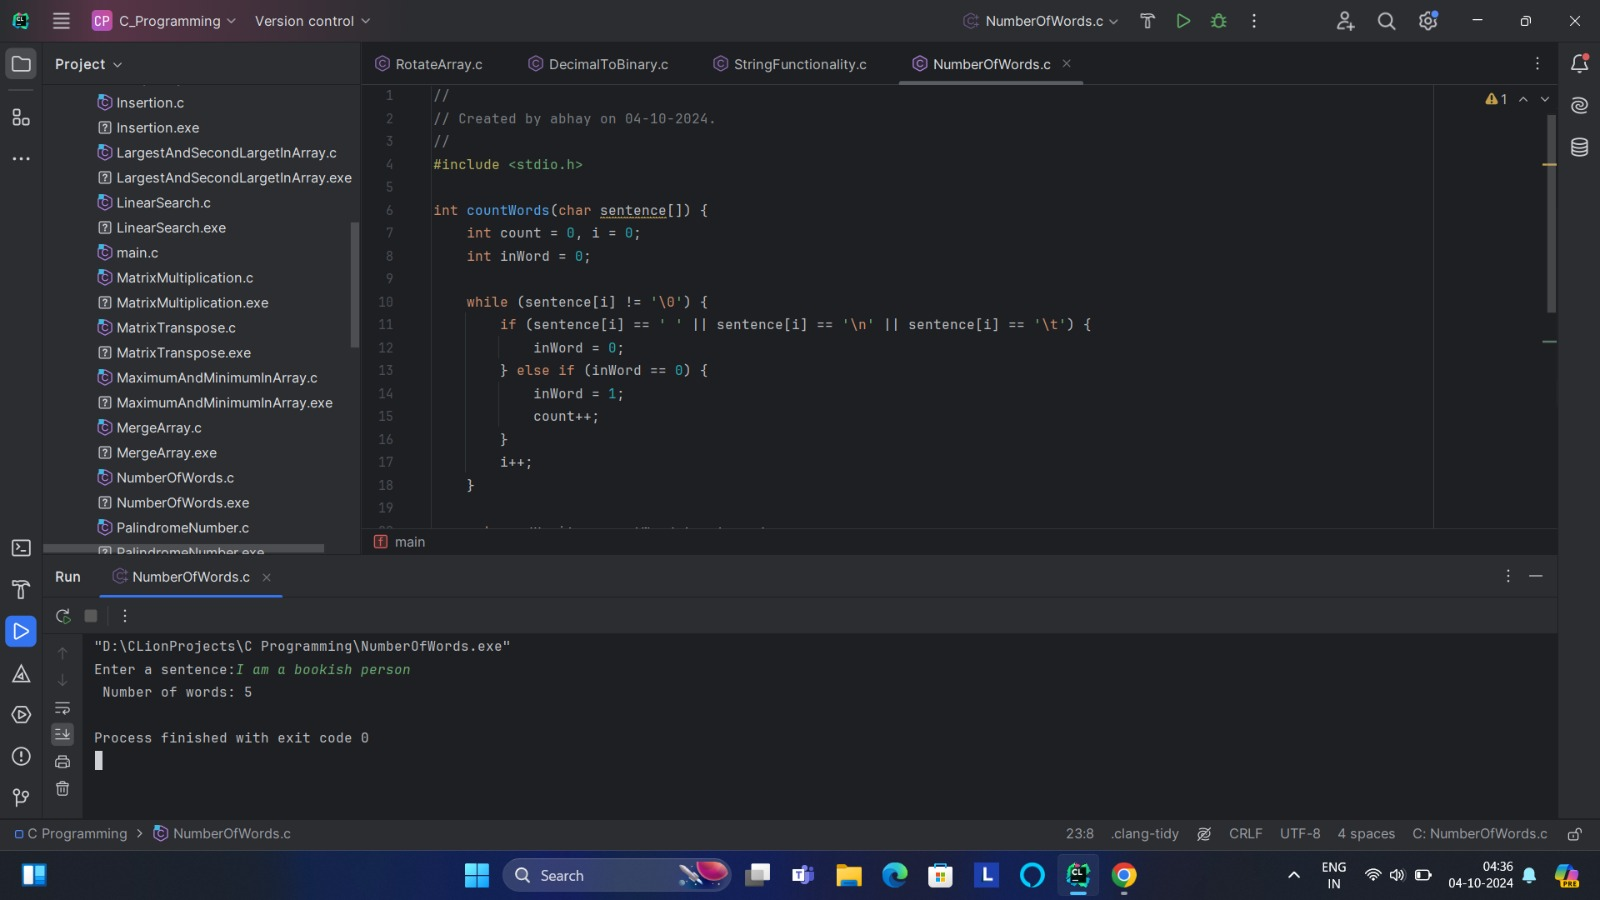 CP C_Programming Version control NumberOfWords.c
Project
RotateArray.c DecimalToBinary.c StringFunctionality.c NumberOfWords.c
Insertion.c
Insertion.exe
LargestAndSecondLargetInArray.c
LargestAndSecondLargetInArray.exe
LinearSearch.c
LinearSearch.exe
main.c
MatrixMultiplication.c
MatrixMultiplication.exe
MatrixTranspose.c
MatrixTranspose.exe
MaximumAndMinimumInArray.c
MaximumAndMinimumInArray.exe
MergeArray.c
MergeArray.exe
NumberOfWords.c
NumberOfWords.exe
PalindromeNumber.c
PalindromeNumber.exe
1 //
2 // Created by abhay on 04-10-2024.
3 //
4 #include <stdio.h>
5
6 int countWords(char sentence[]) {
7 int count = 0, i = 0;
8 int inWord = 0;
9
10 while (sentence[i] != '\0') {
11 if (sentence[i] == ' ' || sentence[i] == '\n' || sentence[i] == '\t') {
12 inWord = 0;
13 } else if (inWord == 0) {
14 inWord = 1;
15 count++;
16 }
17 i++;
18 }
19
1
main
Run NumberOfWords.c
"D:\CLionProjects\C Programming\NumberOfWords.exe"
Enter a sentence:I am a bookish person
Number of words: 5
Process finished with exit code 0
C Programming > NumberOfWords.c 23:8 .clang-tidy CRLF UTF-8 4 spaces C: NumberOfWords.c
Search
L
CL
ENG
IN
04:36
04-10-2024
PRE